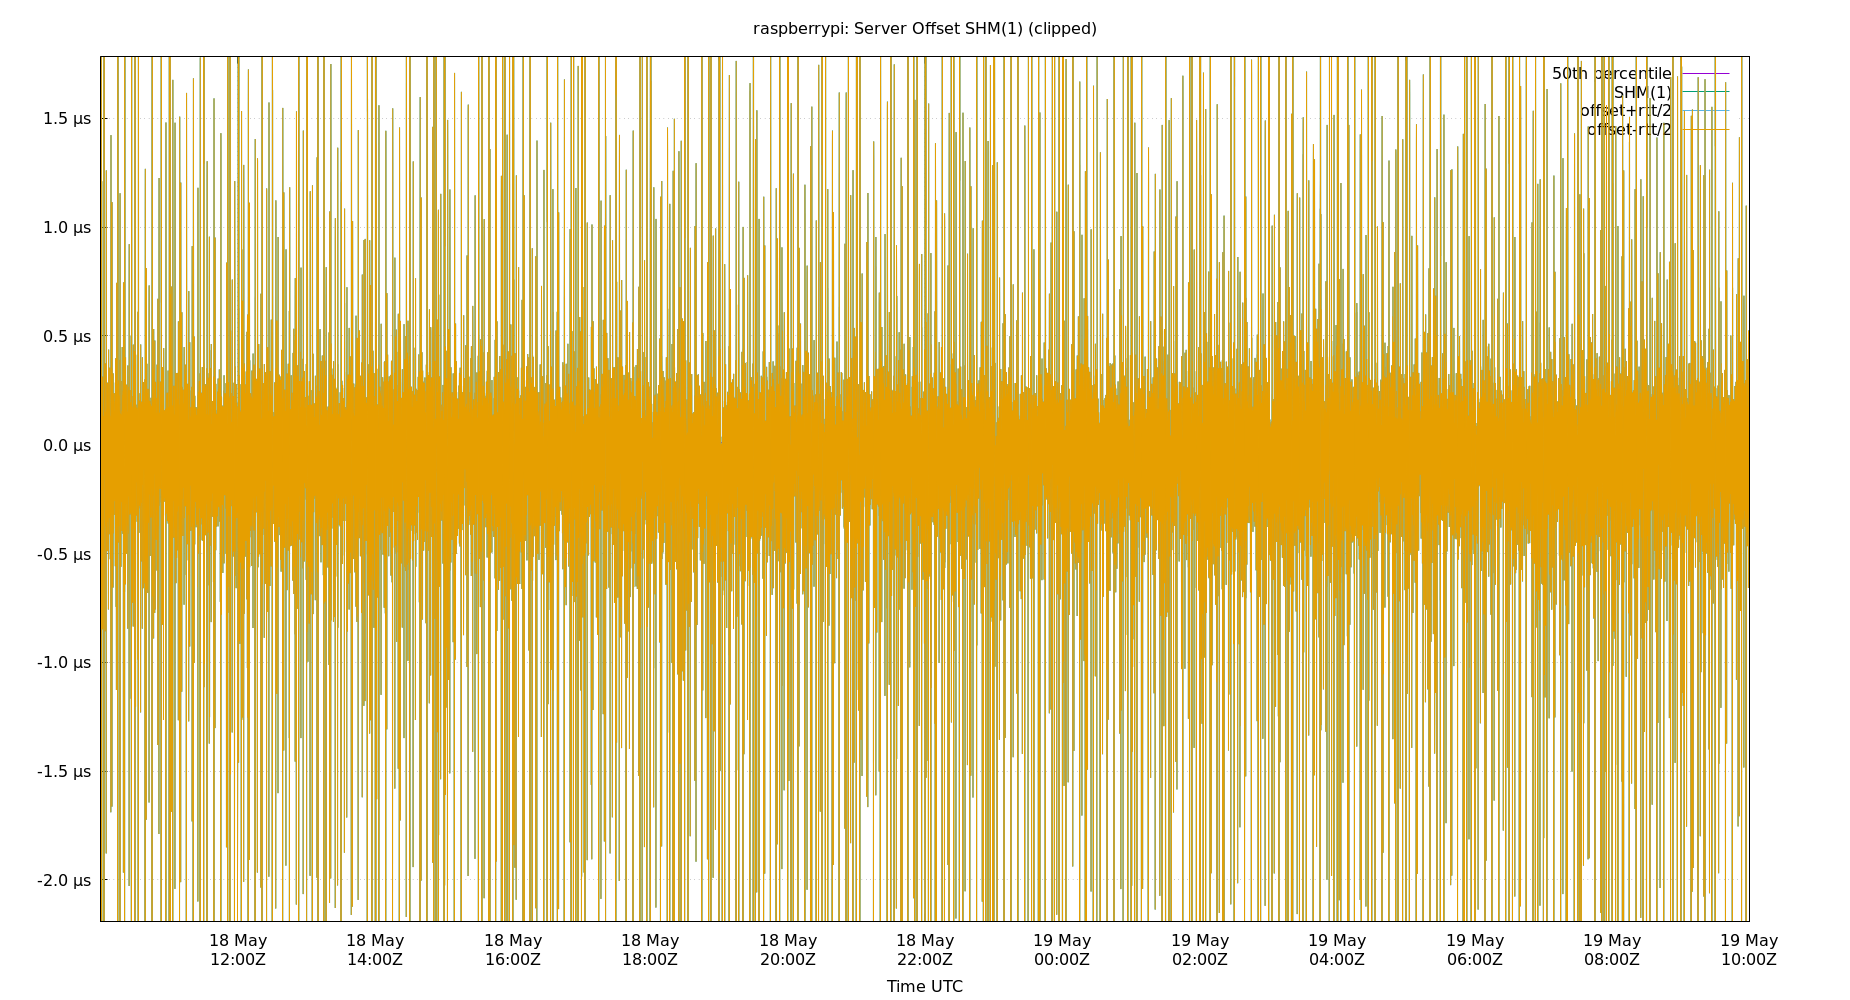 raspberrypi: Server Offset SHM(1) (clipped)
50th percentile
SHM(1)
offset+rtt/2
offset-rtt/2
1.5 µs
1.0 µs
0.5 µs
0.0 µs
-0.5 µs
-1.0 µs
-1.5 µs
-2.0 µs
18 May 18 May 18 May 18 May 18 May 18 May 19 May 19 May 19 May 19 May 19 May 19 May
12:00Z 14:00Z 16:00Z 18:00Z 20:00Z 22:00Z 00:00Z 02:00Z 04:00Z 06:00Z 08:00Z 10:00Z
Time UTC